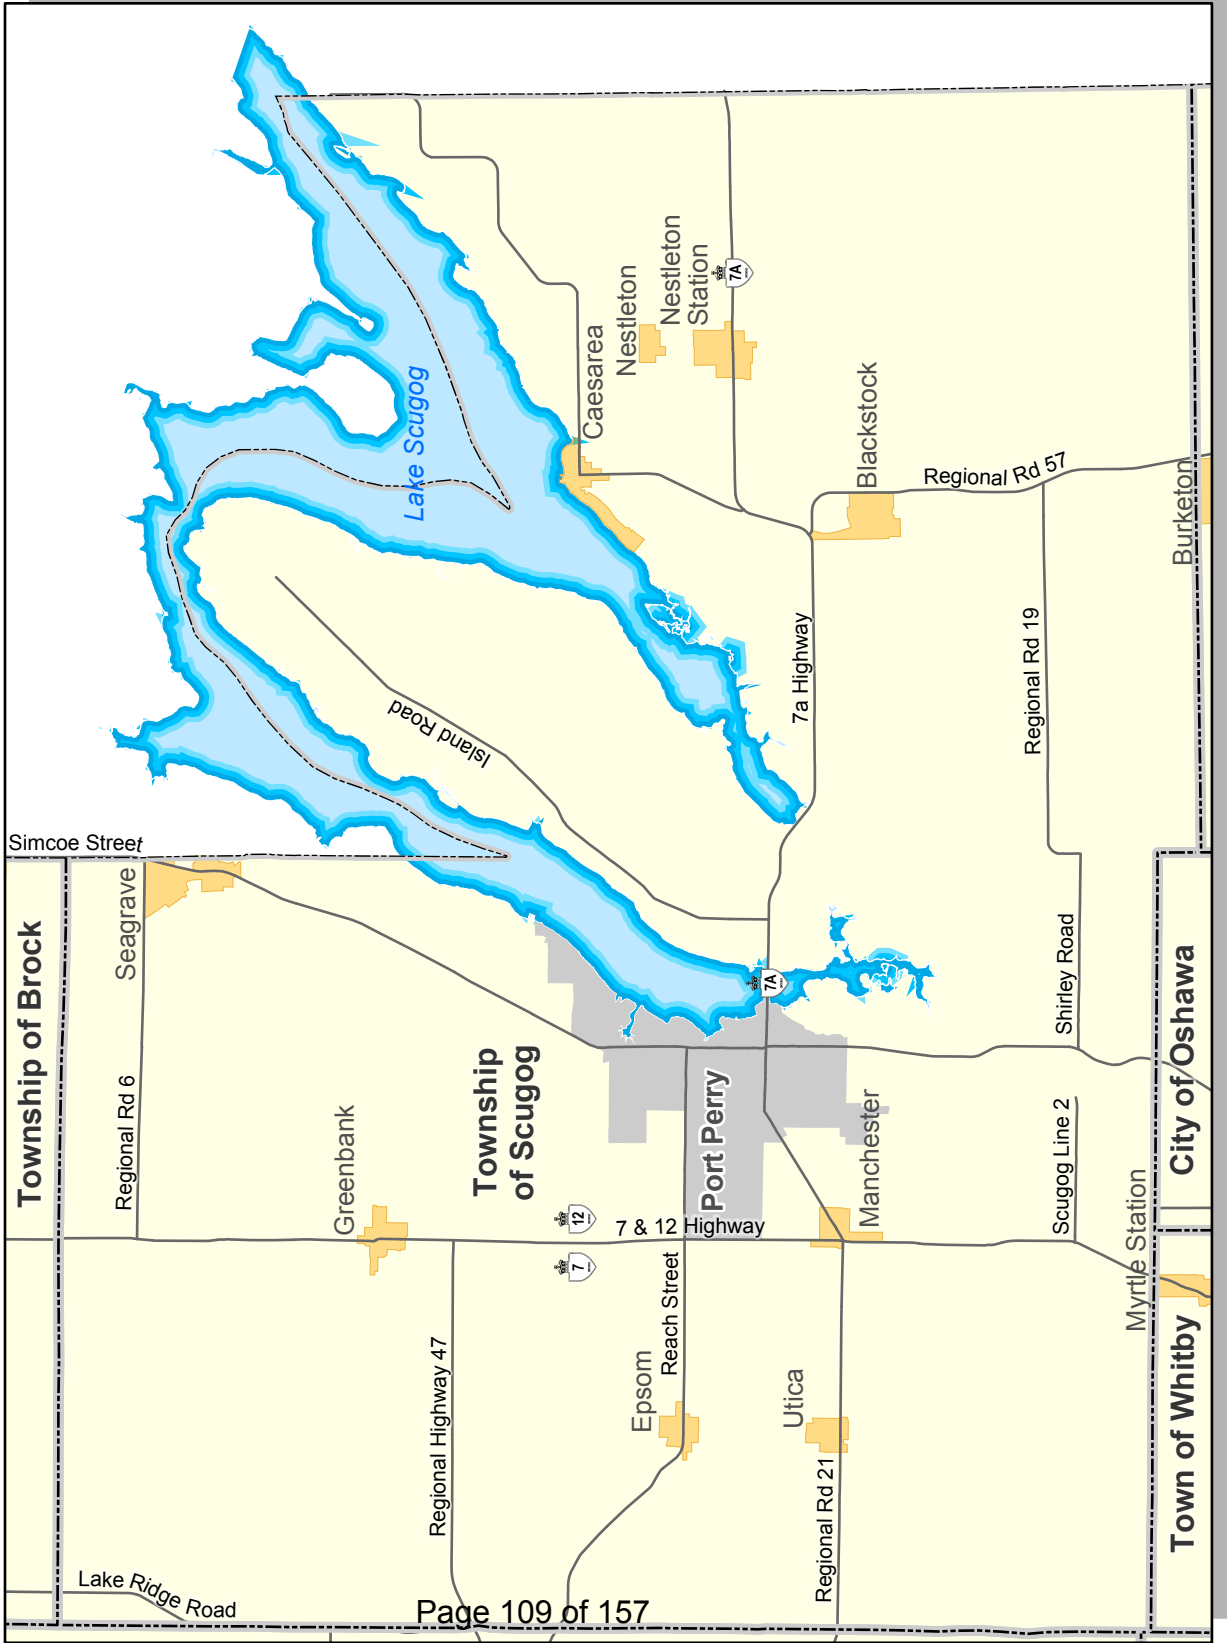 Lake Scugog
Nestleton
Nestleton
Station
7A
Caesarea
Blackstock
Regional Rd 57
Burketon
7a Highway
Regional Rd 19
Island Road
Simcoe Street
Seagrave
Township of Brock
Regional Rd 6
Greenbank
Township
of Scugog
7A
Port Perry
Shirley Road
City of Oshawa
Manchester
Scugog Line 2
Myrtle Station
12
7
7 & 12 Highway
Reach Street
Regional Highway 47
Epsom
Utica
Regional Rd 21
Town of Whitby
Lake Ridge Road
Page 109 of 157